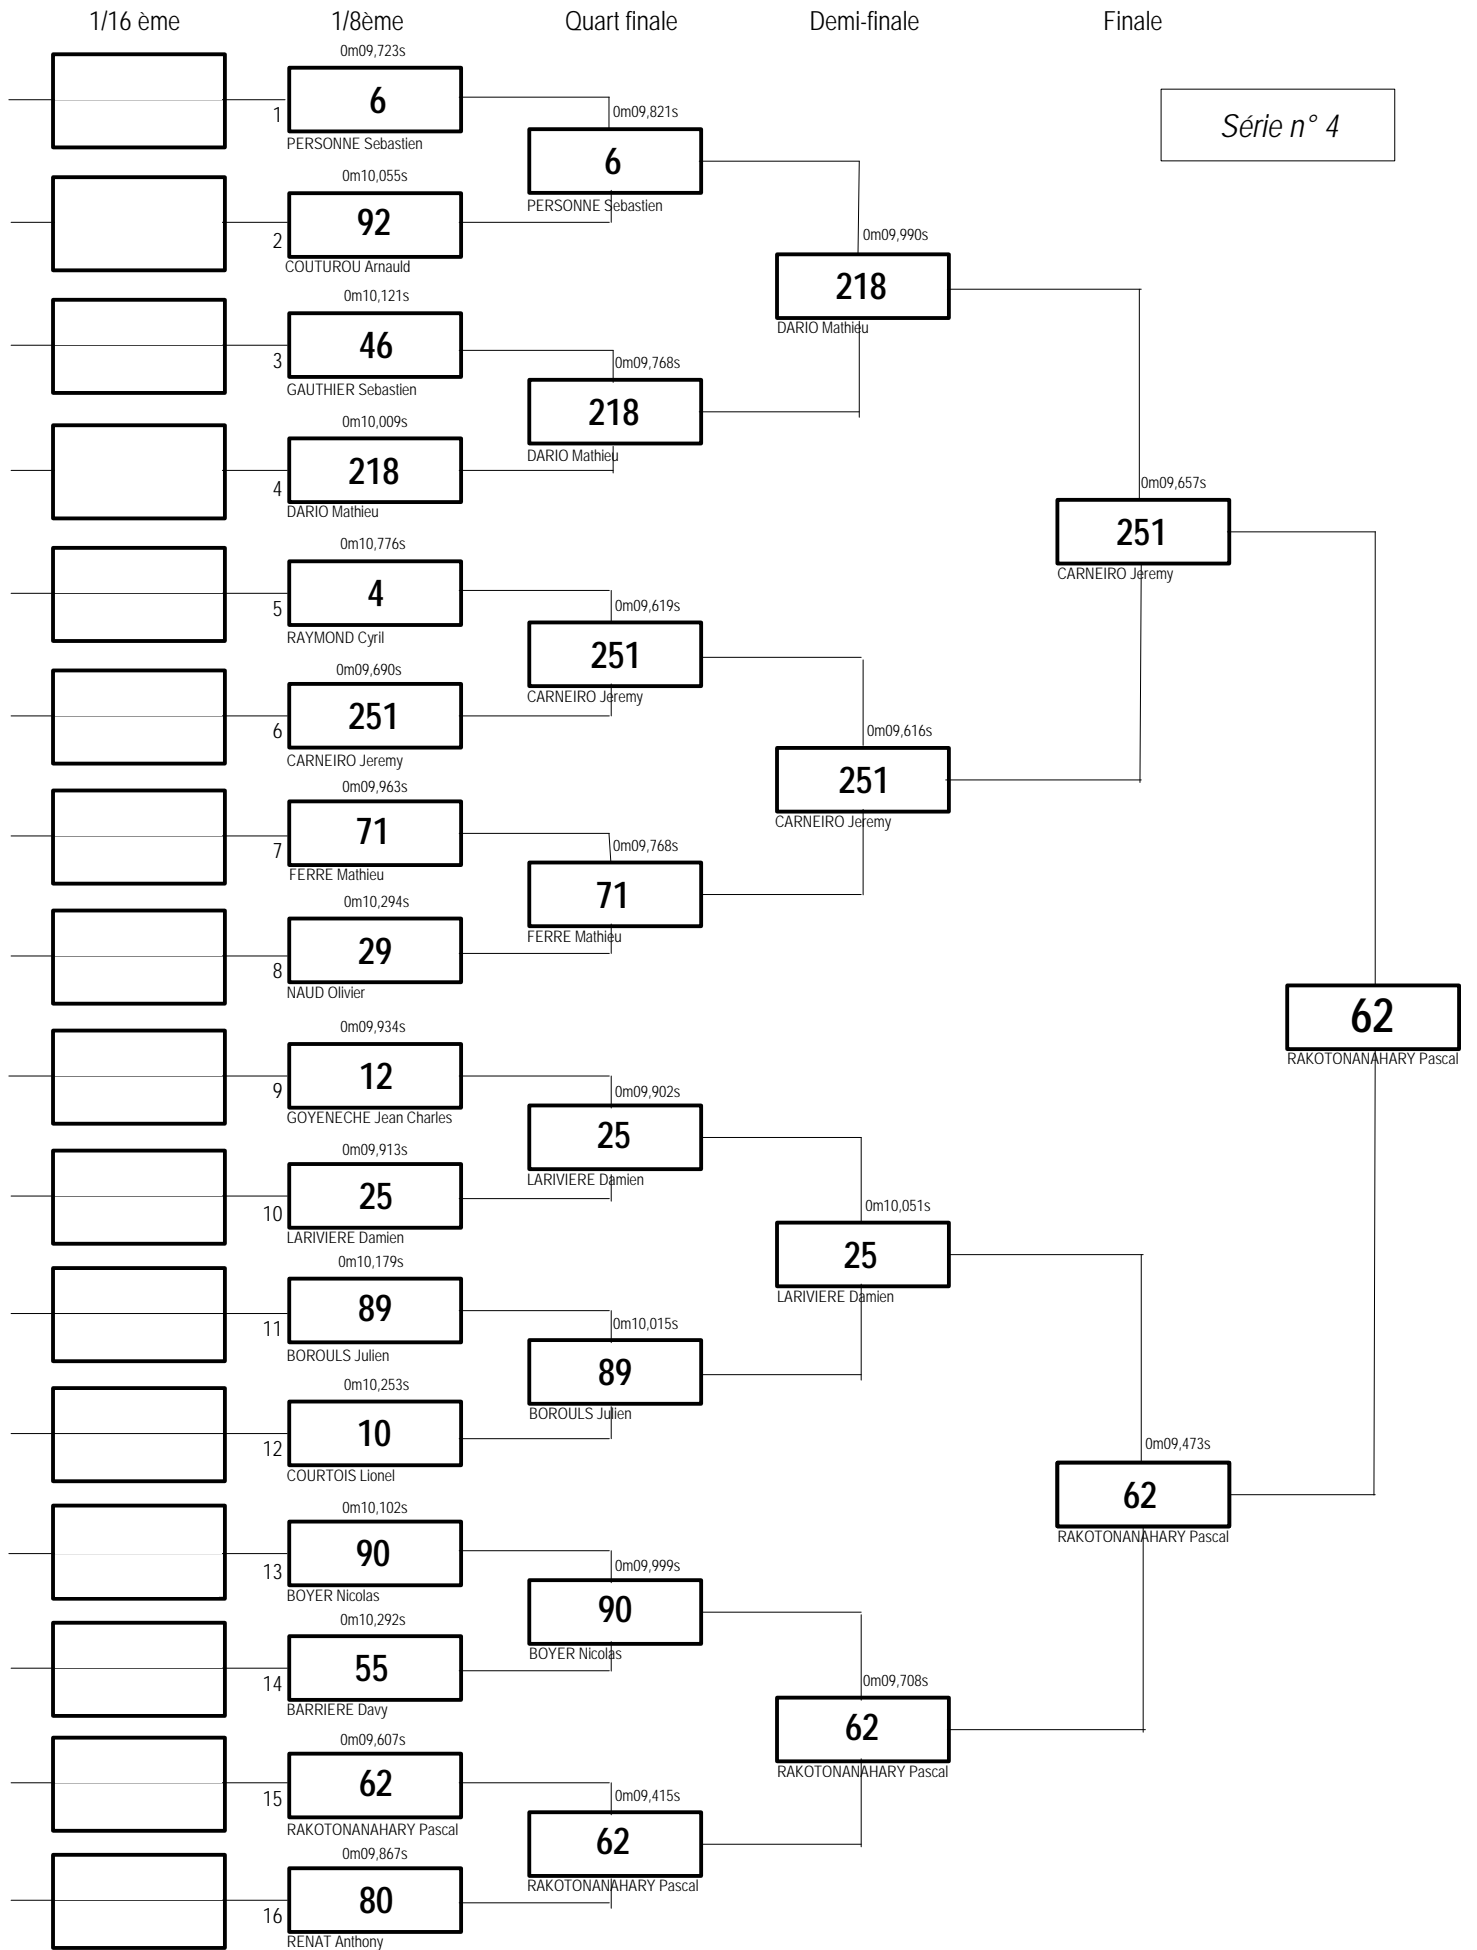 1/16 ème
1/8ème
Quart finale
Demi-finale
Finale
Série n° 4
0m09,723s
1
6
PERSONNE Sebastien
0m10,055s
2
92
COUTUROU Arnauld
0m10,121s
3
46
GAUTHIER Sebastien
0m10,009s
4
218
DARIO Mathieu
0m10,776s
5
4
RAYMOND Cyril
0m09,690s
6
251
CARNEIRO Jeremy
0m09,963s
7
71
FERRE Mathieu
0m10,294s
8
29
NAUD Olivier
0m09,934s
9
12
GOYENECHE Jean Charles
0m09,913s
10
25
LARIVIERE Damien
0m10,179s
11
89
BOROULS Julien
0m10,253s
12
10
COURTOIS Lionel
0m10,102s
13
90
BOYER Nicolas
0m10,292s
14
55
BARRIERE Davy
0m09,607s
15
62
RAKOTONANAHARY Pascal
0m09,867s
16
80
RENAT Anthony
0m09,821s
6
PERSONNE Sebastien
0m09,768s
218
DARIO Mathieu
0m09,619s
251
CARNEIRO Jeremy
0m09,768s
71
FERRE Mathieu
0m09,902s
25
LARIVIERE Damien
0m10,015s
89
BOROULS Julien
0m09,999s
90
BOYER Nicolas
0m09,415s
62
RAKOTONANAHARY Pascal
0m09,990s
218
DARIO Mathieu
0m09,616s
251
CARNEIRO Jeremy
0m10,051s
25
LARIVIERE Damien
0m09,708s
62
RAKOTONANAHARY Pascal
0m09,657s
251
CARNEIRO Jeremy
0m09,473s
62
RAKOTONANAHARY Pascal
62
RAKOTONANAHARY Pascal